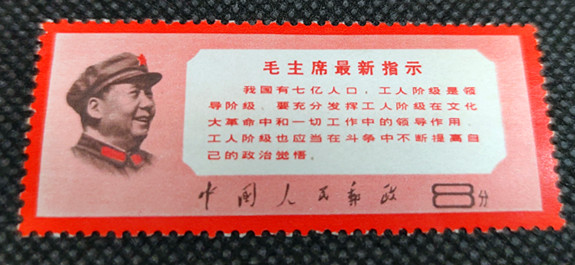 毛主席最新指示
我国有七亿人口，工人阶级是领
导阶级。要充分发挥工人阶级在文化
大革命中和一切工作中的领导作用。
工人阶级也应当在斗争中不断提高自
己的政治觉悟。
中国人民邮政 8分